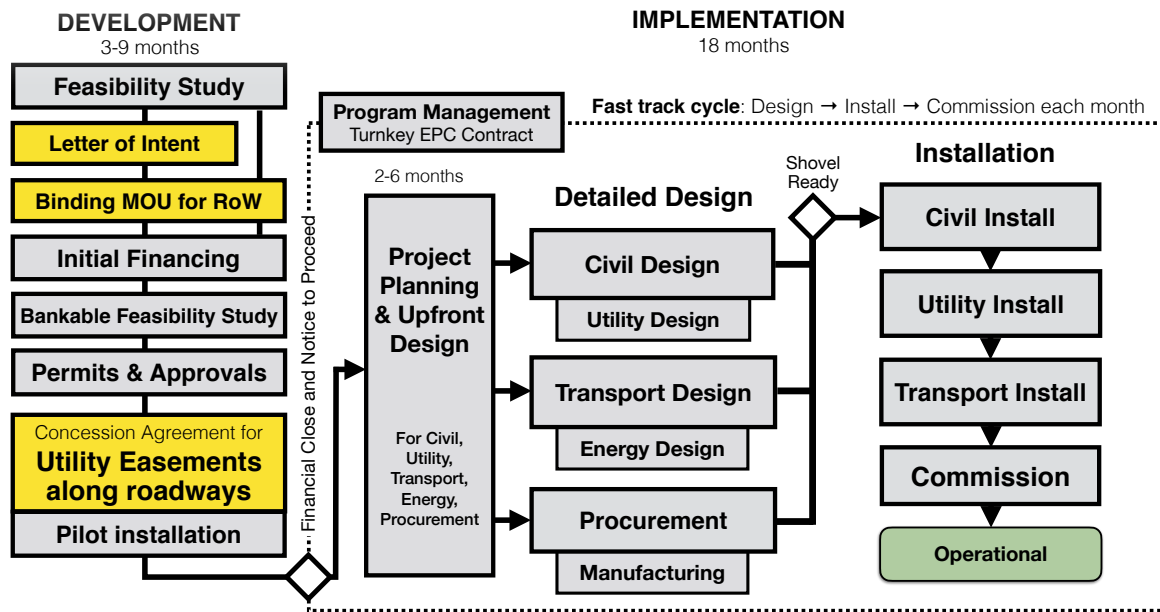 DEVELOPMENT
3-9 months
Feasibility Study
Letter of Intent
Binding MOU for RoW
Initial Financing
Bankable Feasibility Study
Permits & Approvals
Concession Agreement for
Utility Easements
along roadways
Pilot installation
Financial Close and Notice to Proceed
IMPLEMENTATION
18 months
Program Management
Turnkey EPC Contract
Fast track cycle: Design → Install → Commission each month
2-6 months
Project
Planning
& Upfront
Design
For Civil,
Utility,
Transport,
Energy,
Procurement
Detailed Design
Civil Design
Utility Design
Transport Design
Energy Design
Procurement
Manufacturing
Shovel
Ready
Installation
Civil Install
Utility Install
Transport Install
Commission
Operational